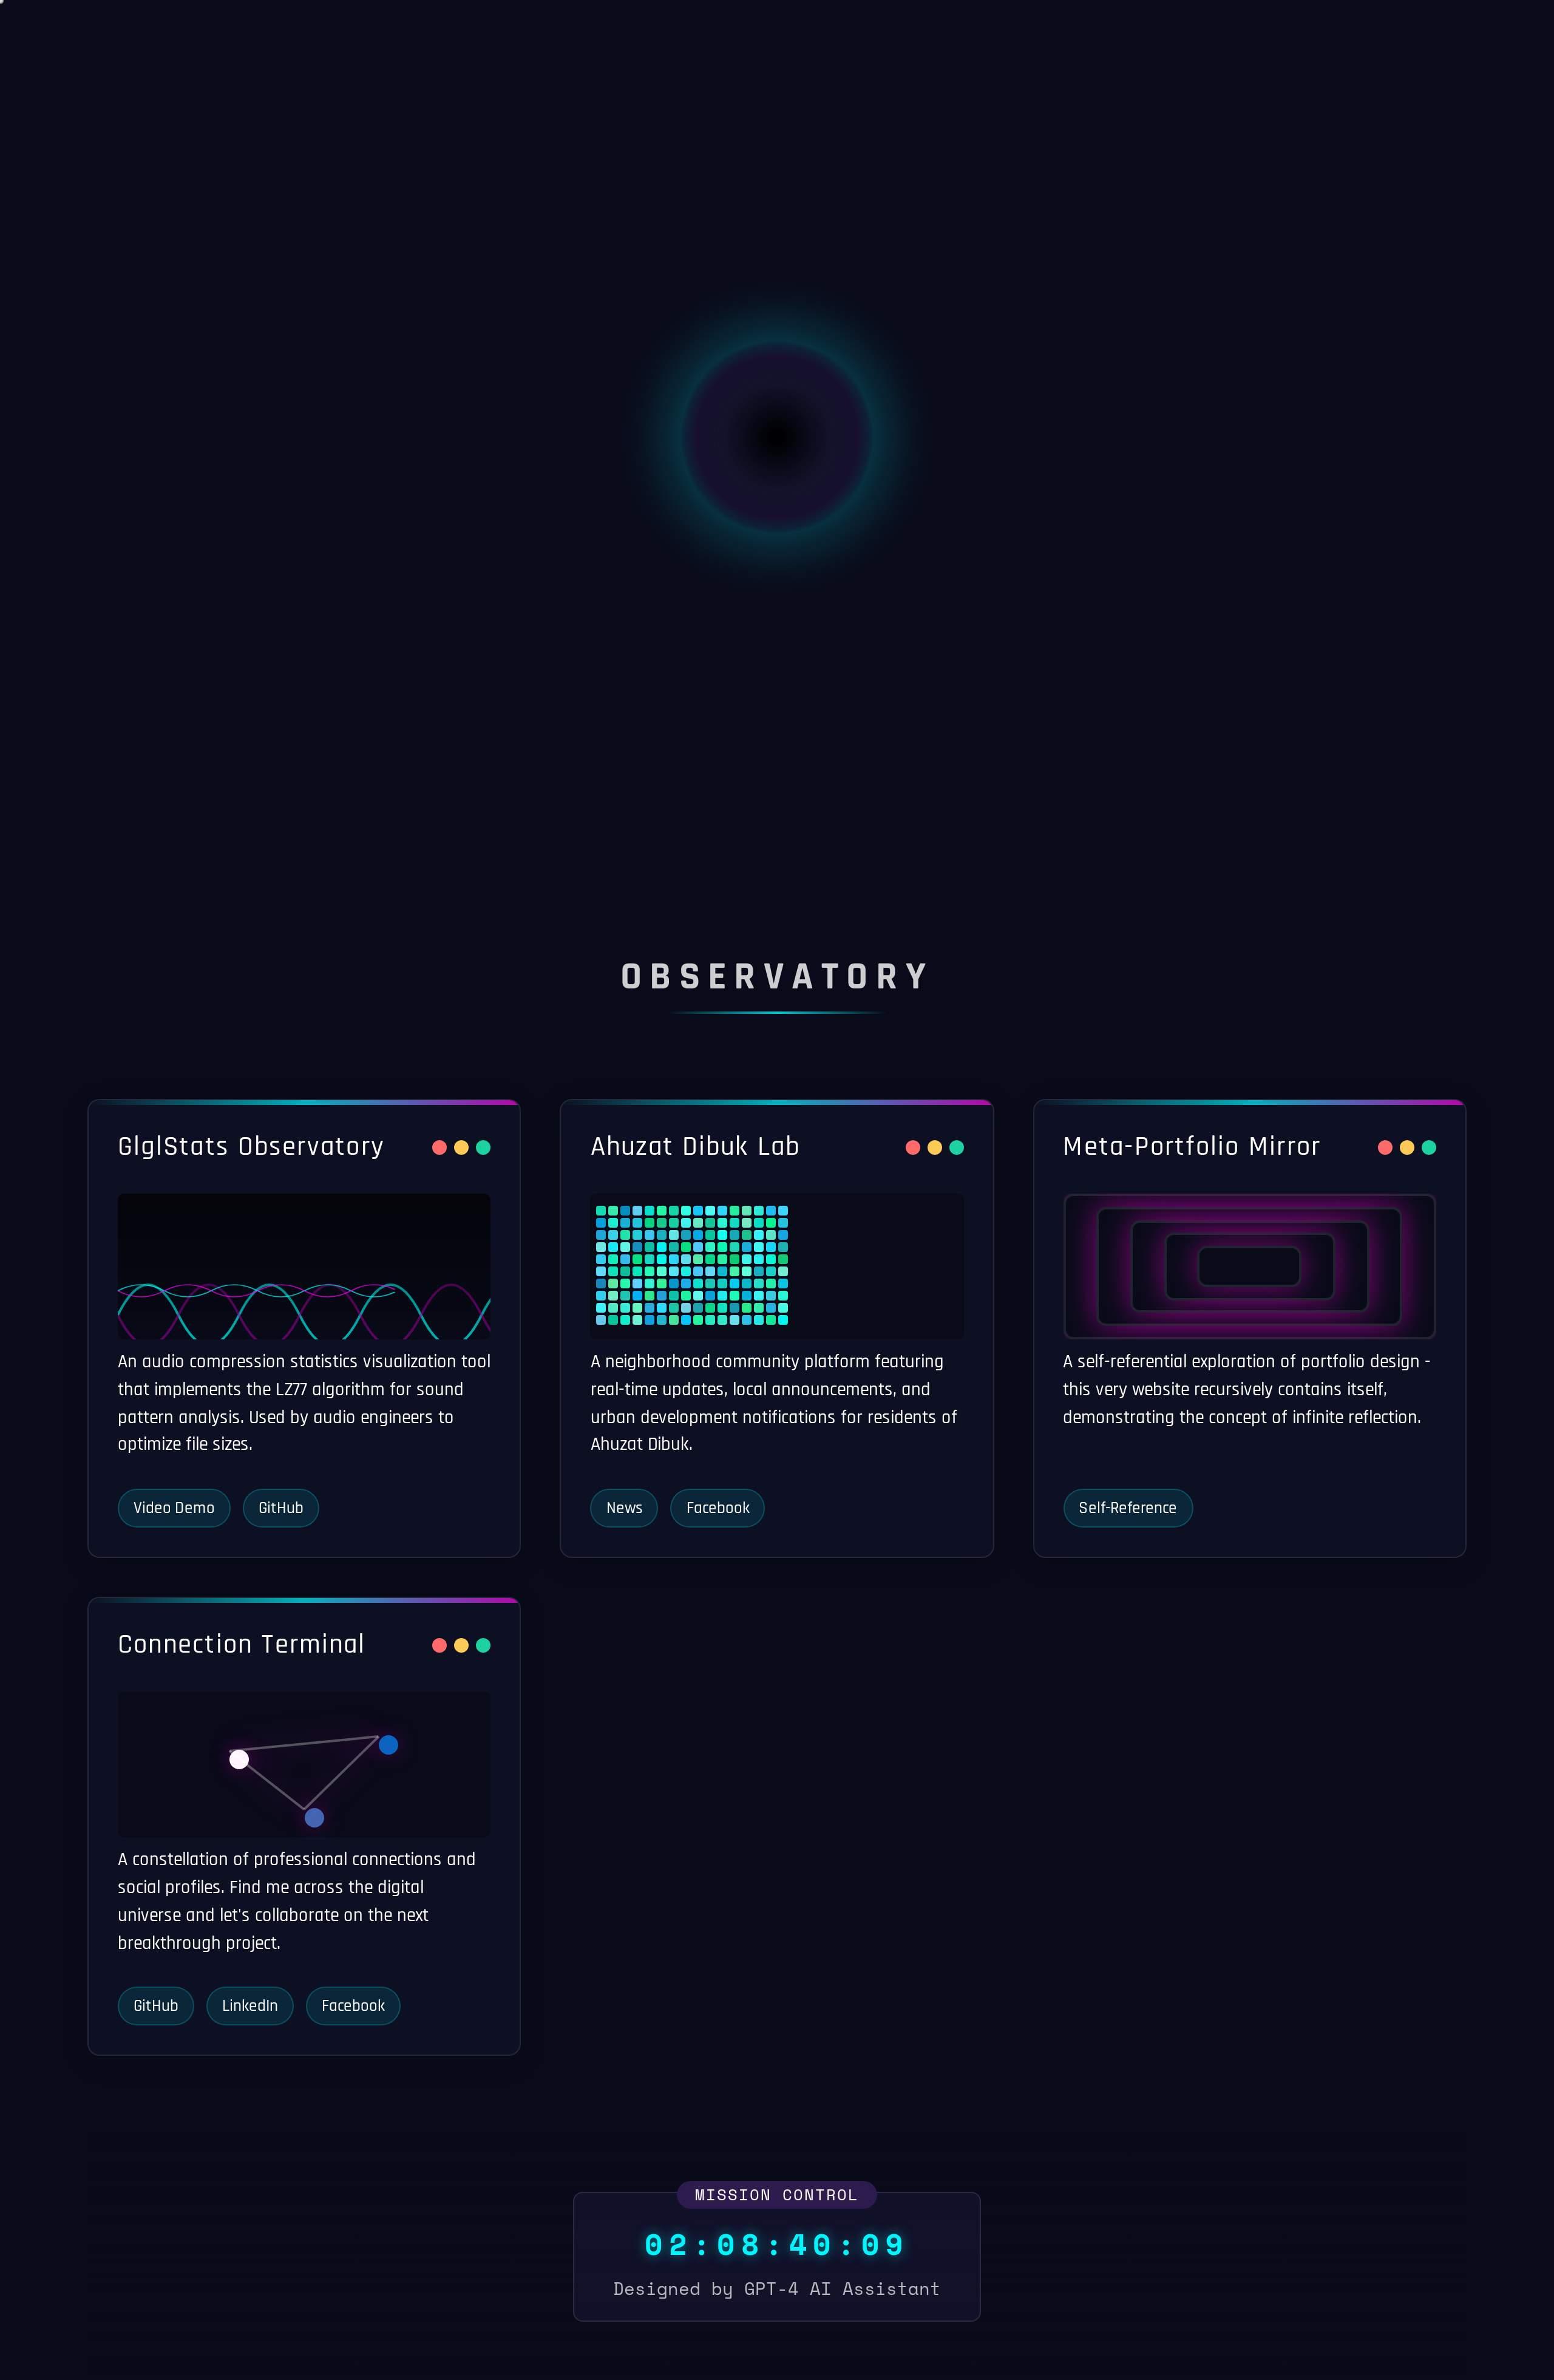 OBSERVATORY
GlglStats Observatory
An audio compression statistics visualization tool
that implements the LZ77 algorithm for sound
pattern analysis. Used by audio engineers to
optimize file sizes.
Video Demo
GitHub
Ahuzat Dibuk Lab
A neighborhood community platform featuring
real-time updates, local announcements, and
urban development notifications for residents of
Ahuzat Dibuk.
News
Facebook
Meta-Portfolio Mirror
A self-referential exploration of portfolio design -
this very website recursively contains itself,
demonstrating the concept of infinite reflection.
Self-Reference
Connection Terminal
A constellation of professional connections and
social profiles. Find me across the digital
universe and let's collaborate on the next
breakthrough project.
GitHub
LinkedIn
Facebook
MISSION CONTROL
02:08:40:09
Designed by GPT-4 AI Assistant